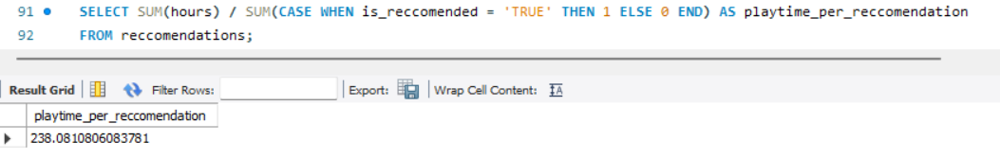 91 SELECT SUM(hours) / SUM(CASE WHEN is_reccomended = 'TRUE' THEN 1 ELSE 0 END) AS playtime_per_reccomendation
92 FROM reccomendations;
Result Grid Filter Rows: Export: Wrap Cell Content: IA
playtime_per_reccomendation
238.0810806083781